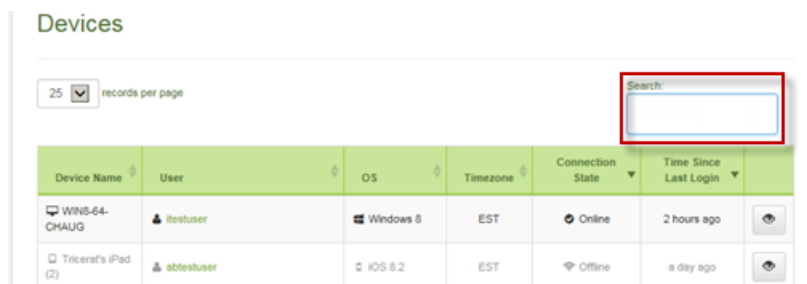 Devices
25 records per page
Search:
Device Name User OS Timezone Connection State Time Since Last Login
WIN8-64-CHAUG itestuser Windows 8 EST Online 2 hours ago
Tricerat's iPad (2) abtestuser iOS 8.2 EST Offline a day ago